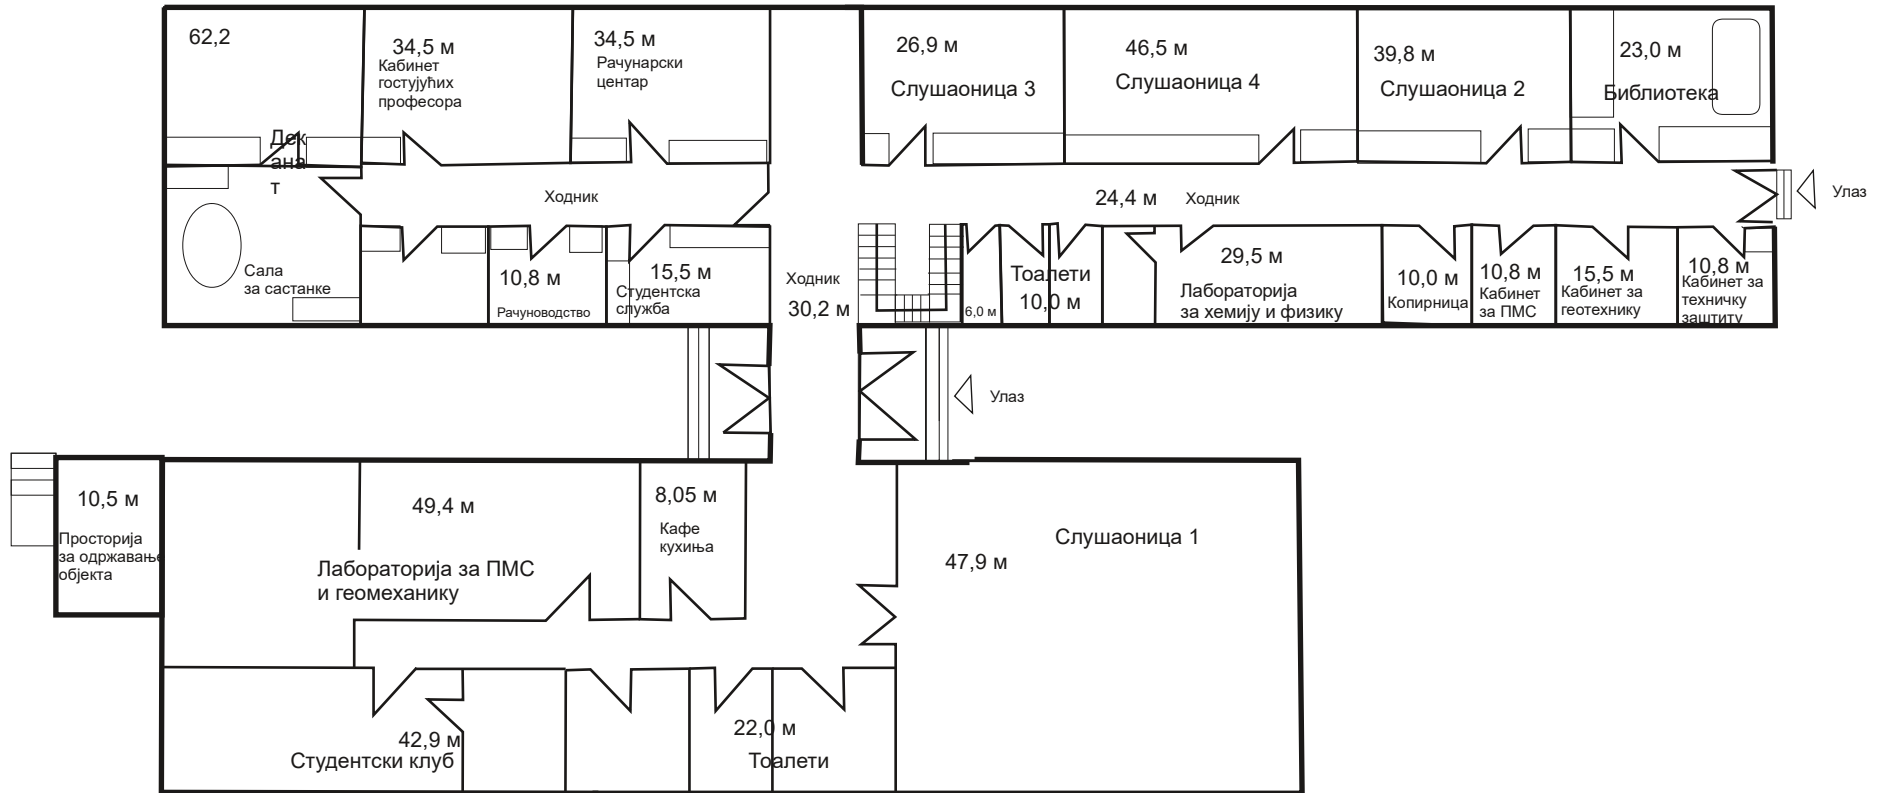 62,2
Дек
ана
т
34,5 м
Кабинет
гостујућих
професора
34,5 м
Рачунарски
центар
26,9 м
Слушаоница 3
46,5 м
Слушаоница 4
39,8 м
Слушаоница 2
23,0 м
Библиотека
Ходник
24,4 м
Ходник
Улаз
Сала
за састанке
10,8 м
Рачуноводство
15,5 м
Студентска
служба
Ходник
30,2 м
6,0 м
Тоалети
10,0 м
29,5 м
Лабораторија
за хемију и физику
10,0 м
Копирница
10,8 м
Кабинет
за ПМС
15,5 м
Кабинет за
геотехнику
10,8 м
Кабинет за
техничку
заштиту
Улаз
10,5 м
Просторија
за одржавање
објекта
49,4 м
Лабораторија за ПМС
и геомеханику
8,05 м
Кафе
кухиња
Слушаоница 1
47,9 м
42,9 м
Студентски клуб
22,0 м
Тоалети